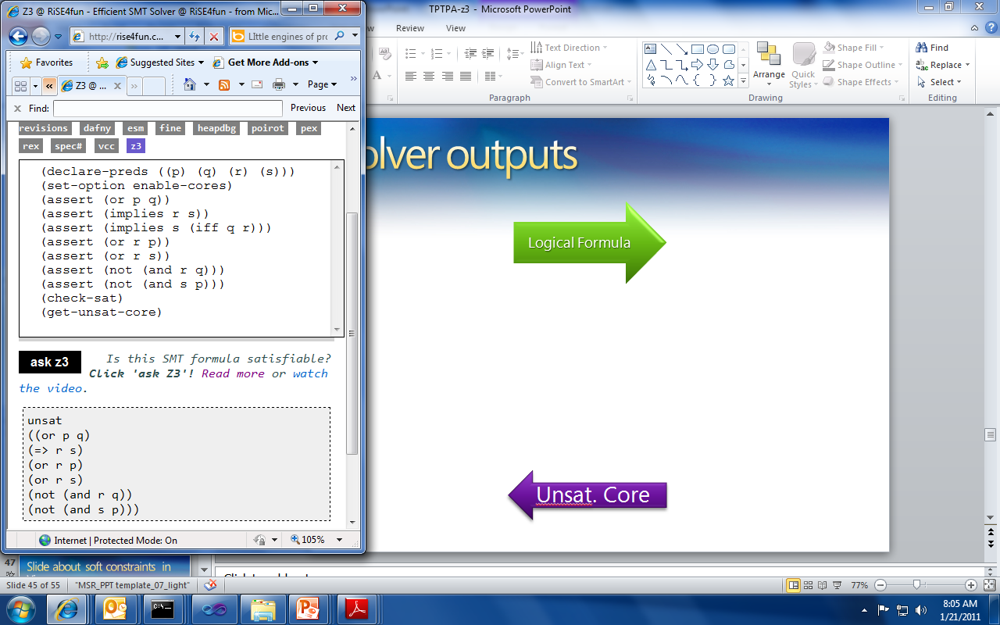 Z3 @ RiSE4fun - Efficient SMT Solver @ RiSE4fun - from Mic...
http://rise4fun.c...
LIttle engines of prc
Favorites
Suggested Sites
Get More Add-ons
Z3 @ ...
Page
Find:
Previous
Next
revisions dafny esm fine heapdbg poirot pex
rex spec# vcc z3
(declare-preds ((p) (q) (r) (s)))
(set-option enable-cores)
(assert (or p q))
(assert (implies r s))
(assert (implies s (iff q r)))
(assert (or r p))
(assert (or r s))
(assert (not (and r q)))
(assert (not (and s p)))
(check-sat)
(get-unsat-core)
ask z3
Is this SMT formula satisfiable?
Click 'ask Z3'! Read more or watch
the video.
unsat
((or p q)
(=> r s)
(or r p)
(or r s)
(not (and r q))
(not (and s p)))
Internet | Protected Mode: On
105%
TPTPA-z3 - Microsoft PowerPoint
Review
View
Text Direction
Align Text
Convert to SmartArt
Paragraph
Arrange
Quick
Styles
Shape Fill
Shape Outline
Shape Effects
Drawing
Find
Replace
Select
Editing
olver outputs
Logical Formula
Unsat. Core
47
Slide about soft constraints in
Slide 45 of 55
"MSR_PPT template_07_light"
77%
8:05 AM
1/21/2011